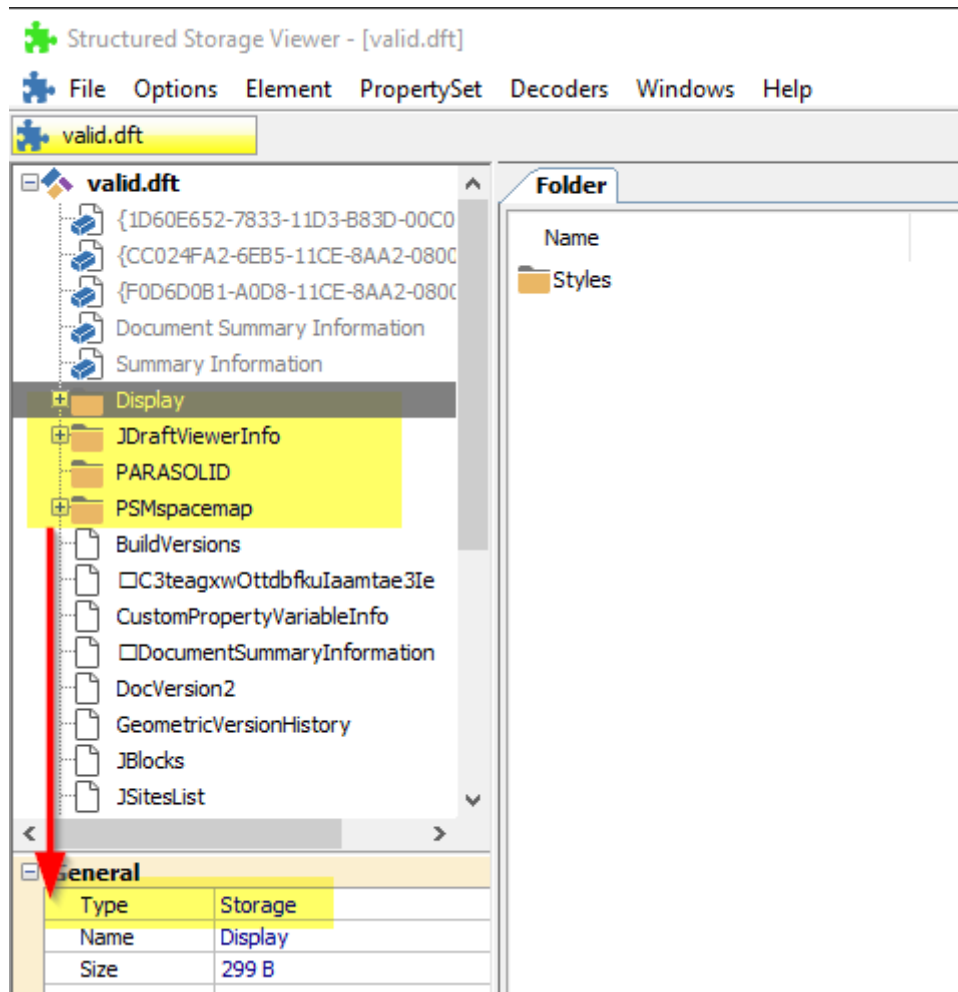 Structured Storage Viewer - [valid.dft]
File Options Element PropertySet Decoders Windows Help
valid.dft
valid.dft
{1D60E652-7833-11D3-B83D-00C0
{CC024FA2-6EB5-11CE-8AA2-0800
{F0D6D0B1-A0D8-11CE-8AA2-0800
Document Summary Information
Summary Information
Display
JDraftViewerInfo
PARASOLID
PSMspacemap
BuildVersions
□C3teagxwOttdbfkuIaamtae3Ie
CustomPropertyVariableInfo
□DocumentSummaryInformation
DocVersion2
GeometricVersionHistory
JBlocks
JSitesList
Folder
Name
Styles
General
Type Storage
Name Display
Size 299 B